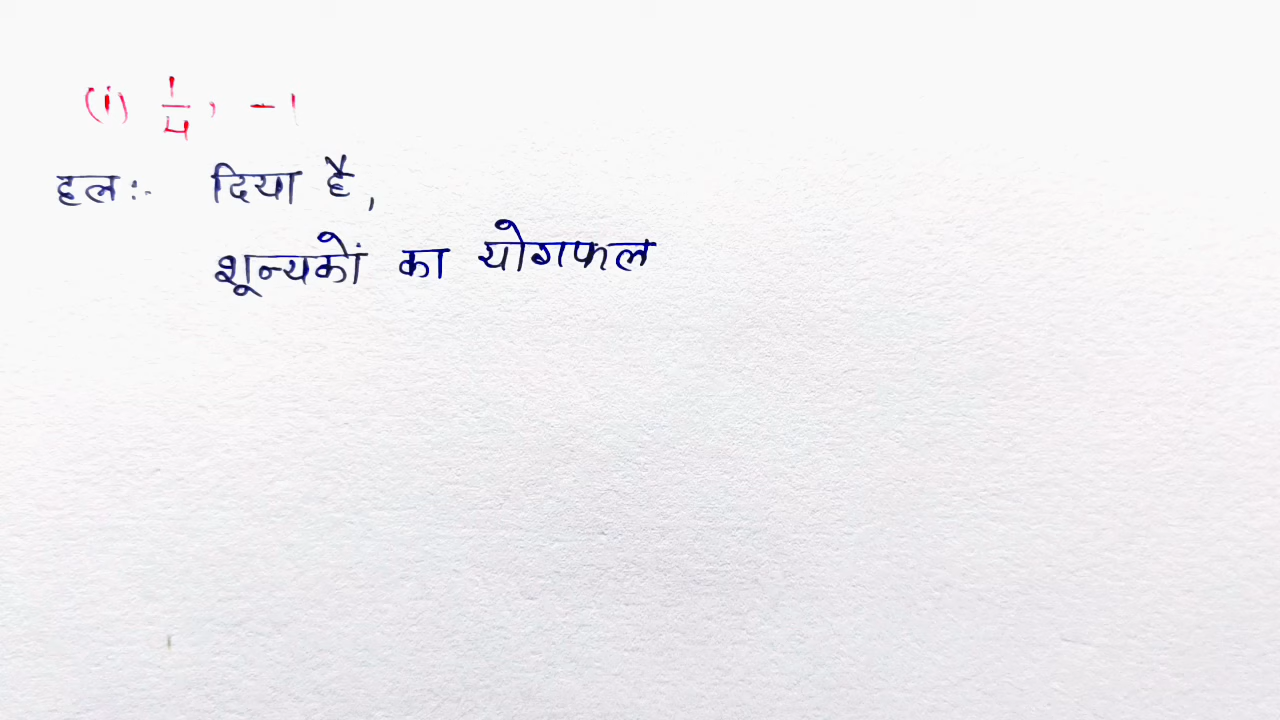 (i) 1/4, -1
हल:- दिया है,
शून्यकों का योगफल